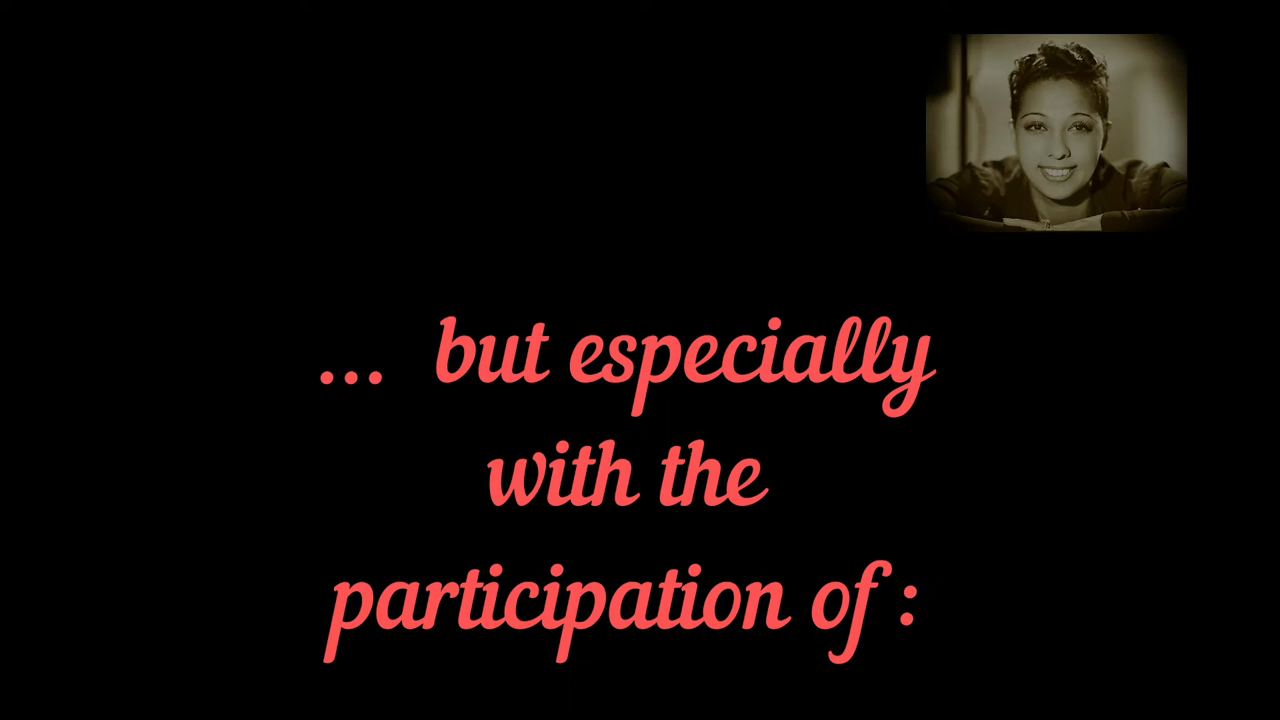 ... but especially
with the
participation of :